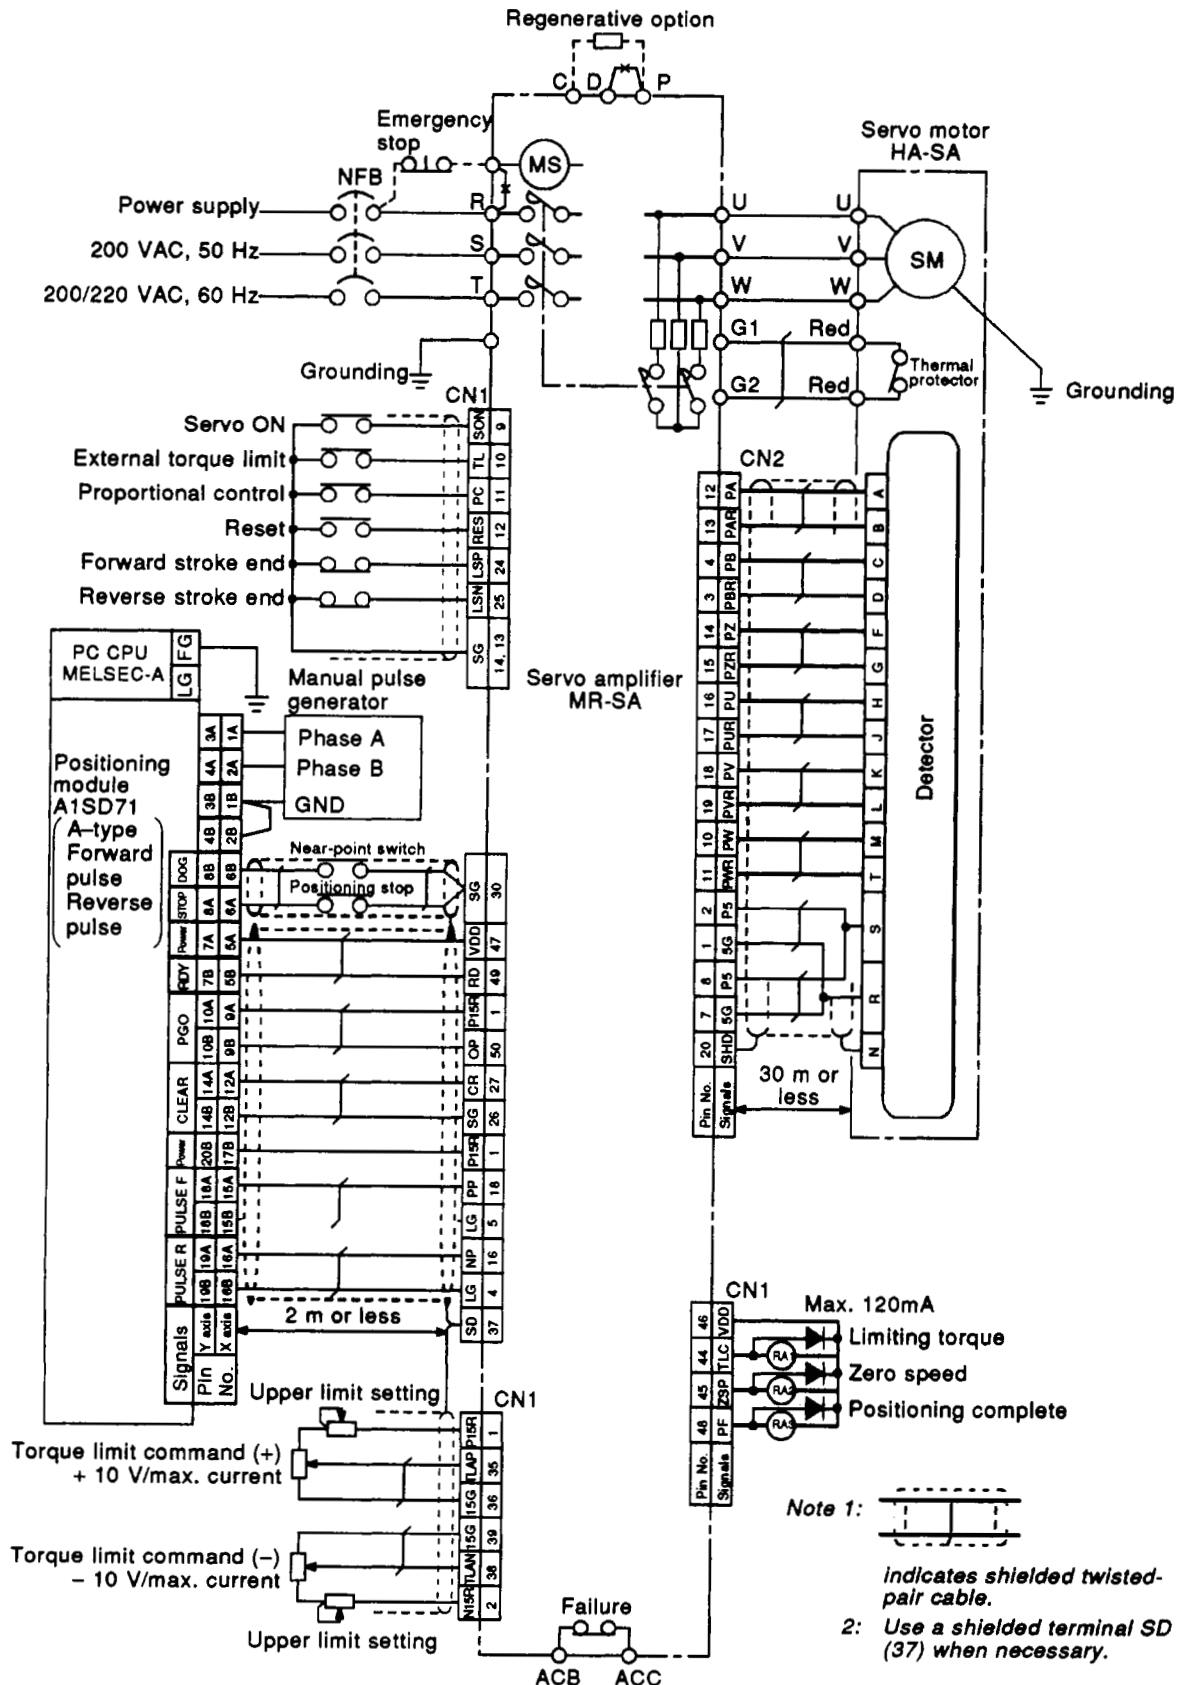 Regenerative option
C D P
Emergency
stop
MS
NFB
Servo motor
HA-SA
Power supply
R
U U
200 VAC, 50 Hz
S
V V
SM
200/220 VAC, 60 Hz
T
W W
G1 Red
Thermal
protector
Grounding
G2 Red
Grounding
CN1
Servo ON
SON 9
External torque limit
TL 10
Proportional control
PC 11
Reset
RES 12
Forward stroke end
LSP 24
Reverse stroke end
LSN 25
SG 14, 13
CN2
12 PA A
13 PAR B
4 PB C
3 PBR D
14 PZ F
15 PZR G
16 PU H
17 PUR J
18 PV K
19 PVR L
10 PW M
11 PWR T
2 P5
S
1 5G
8 P5
R
7 5G
20 SHD N
Pin No. Signals
30 m or
less
Detector
Servo amplifier
MR-SA
PC CPU
MELSEC-A
FG
LG
Manual pulse
generator
Phase A
Phase B
GND
3A 1A
4A 2A
3B 1B
4B 2B
Positioning
module
A1SD71
A–type
Forward
pulse
Reverse
pulse
Near-point switch
Positioning stop
DOG 8B 6B
STOP 8A 6A
SG 30
Power 7A 5A
VDD 47
RDY 7B 5B
RD 49
PGO
10A 9A
P15R 1
10B 9B
OP 50
CLEAR
14A 12A
CR 27
14B 12B
SG 26
Power 20B 17B
P15R 1
PULSE F
18A 15A
PP 18
18B 15B
LG 5
PULSE R
19A 16A
NP 16
19B 16B
LG 4
SD 37
2 m or less
Signals
Pin No.
Y axis X axis
CN1
Upper limit setting
P15R 1
Torque limit command (+)
+ 10 V/max. current
TLAP 35
15G 36
15G 39
Torque limit command (–)
– 10 V/max. current
TLAN 38
N15R 2
Upper limit setting
Failure
ACB ACC
CN1
Max. 120mA
46 VDD
Limiting torque
44 TLC RA1
Zero speed
45 ZSP RA2
Positioning complete
48 PF RA3
Pin No. Signals
Note 1:
indicates shielded twisted-
pair cable.
2: Use a shielded terminal SD
(37) when necessary.